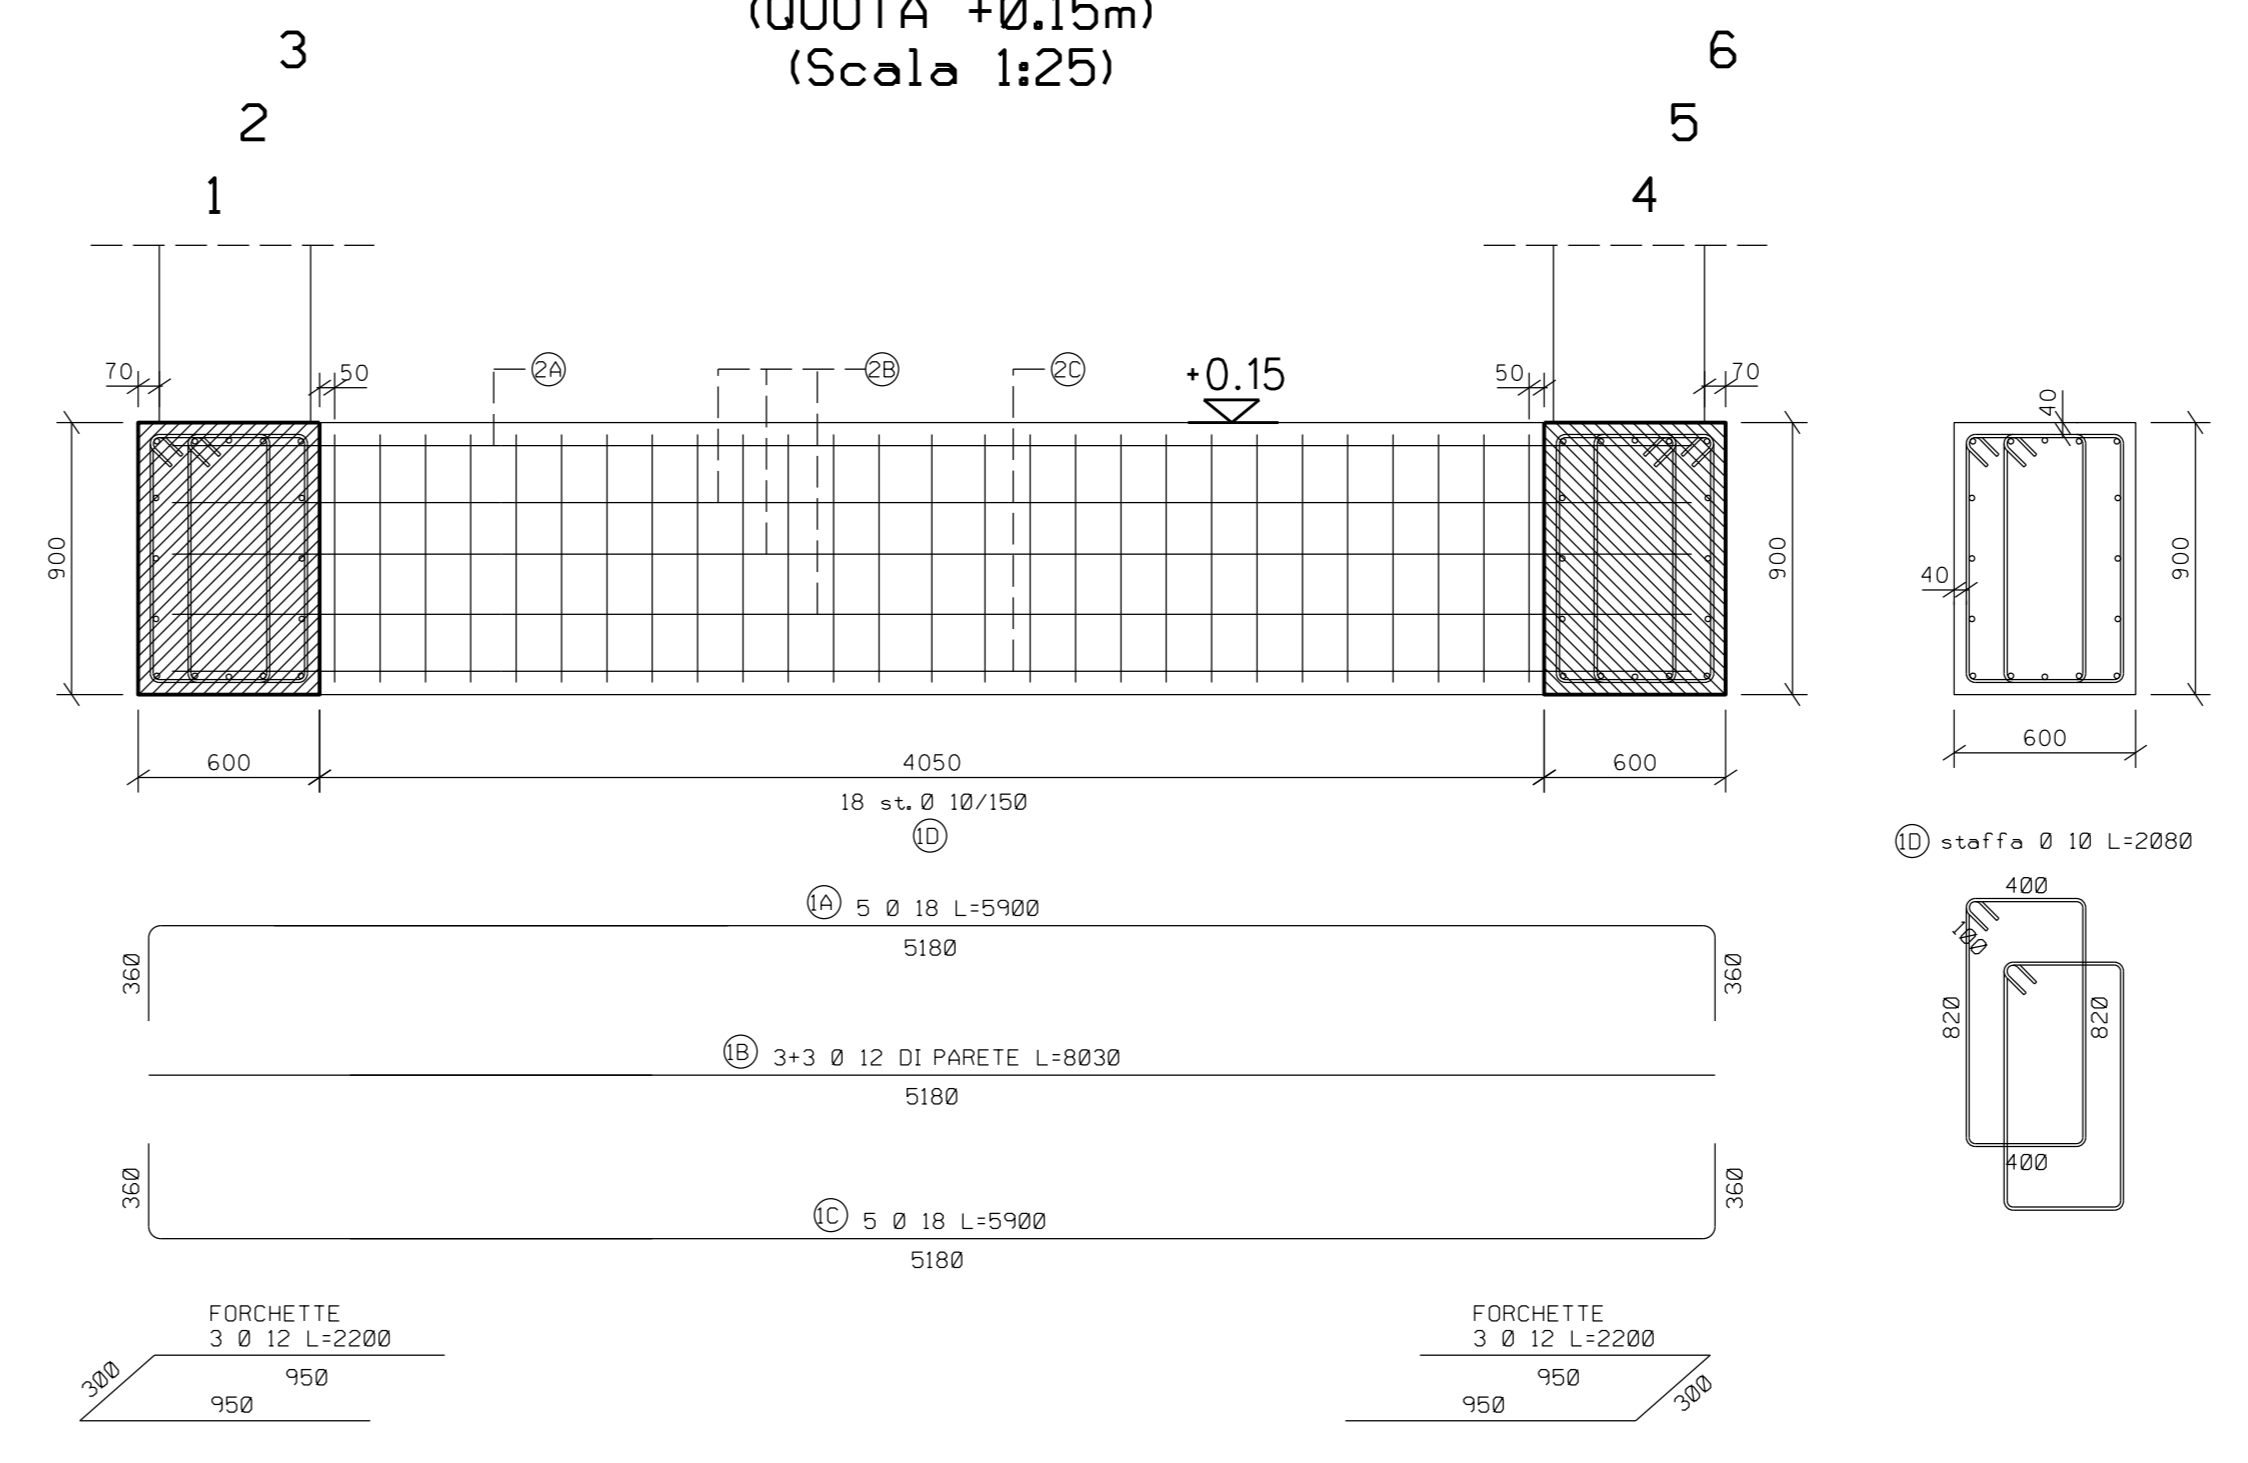 (QUOTA +0.15m)
(Scala 1:25)
3
6
2
5
1
4
70
50
2A
2B
2C
+0.15
50
70
40
900
900
40
900
600
4050
600
600
18 st. Ø 10/150
1D
1D staffa Ø 10 L=2080
400
100
820
820
400
1A 5 Ø 18 L=5900
5180
360
360
1B 3+3 Ø 12 DI PARETE L=8030
5180
360
360
1C 5 Ø 18 L=5900
5180
FORCHETTE
3 Ø 12 L=2200
300
950
950
FORCHETTE
3 Ø 12 L=2200
950
300
950